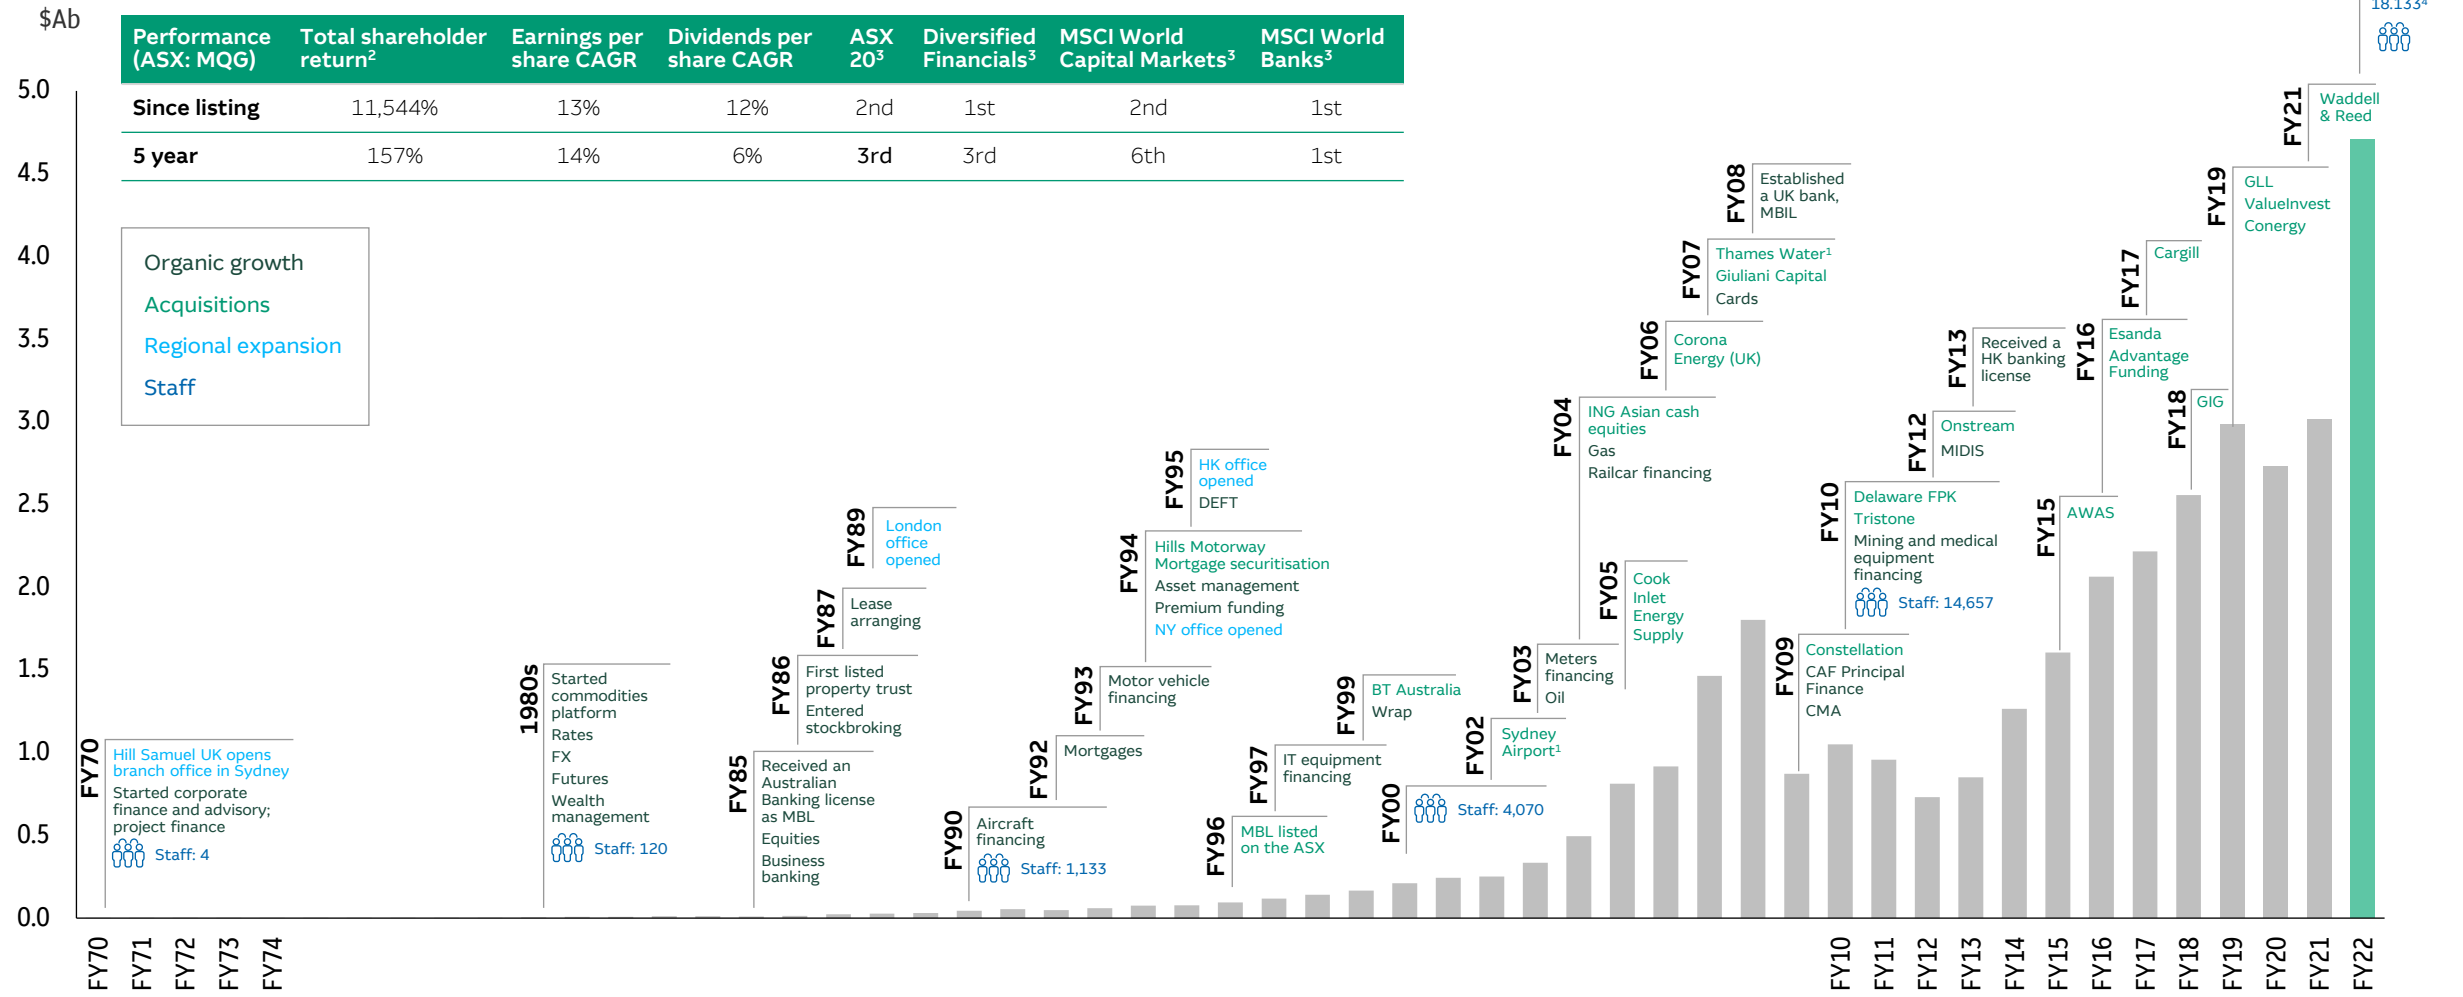 $Ab
18.133⁴
Performance (ASX: MQG)
Total shareholder return²
Earnings per share CAGR
Dividends per share CAGR
ASX 20³
Diversified Financials³
MSCI World Capital Markets³
MSCI World Banks³
Since listing 11,544% 13% 12% 2nd 1st 2nd 1st
5 year 157% 14% 6% 3rd 3rd 6th 1st
Organic growth
Acquisitions
Regional expansion
Staff
5.0
4.5
4.0
3.5
3.0
2.5
2.0
1.5
1.0
0.5
0.0
FY70
Hill Samuel UK opens
branch office in Sydney
Started corporate
finance and advisory;
project finance
Staff: 4
1980s
Started
commodities
platform
Rates
FX
Futures
Wealth
management
Staff: 120
FY85
Received an
Australian
Banking license
as MBL
Equities
Business
banking
FY86
First listed
property trust
Entered
stockbroking
FY87
Lease
arranging
FY89
London
office
opened
FY90
Aircraft
financing
Staff: 1,133
FY92
Mortgages
FY93
Motor vehicle
financing
FY94
Hills Motorway
Mortgage securitisation
Asset management
Premium funding
NY office opened
FY95
HK office
opened
DEFT
FY96
MBL listed
on the ASX
FY97
IT equipment
financing
FY99
BT Australia
Wrap
FY00
Staff: 4,070
FY02
Sydney
Airport¹
FY03
Meters
financing
Oil
FY04
ING Asian cash
equities
Gas
Railcar financing
FY05
Cook
Inlet
Energy
Supply
FY06
Corona
Energy (UK)
FY07
Thames Water¹
Giuliani Capital
Cards
FY08
Established
a UK bank,
MBIL
FY09
Constellation
CAF Principal
Finance
CMA
FY10
Delaware FPK
Tristone
Mining and medical
equipment
financing
Staff: 14,657
FY12
Onstream
MIDIS
FY13
Received a
HK banking
license
FY15
AWAS
FY16
Esanda
Advantage
Funding
FY17
Cargill
FY18
GIG
FY19
GLL
ValueInvest
Conergy
FY21
Waddell
& Reed
FY70
FY71
FY72
FY73
FY74
FY10
FY11
FY12
FY13
FY14
FY15
FY16
FY17
FY18
FY19
FY20
FY21
FY22